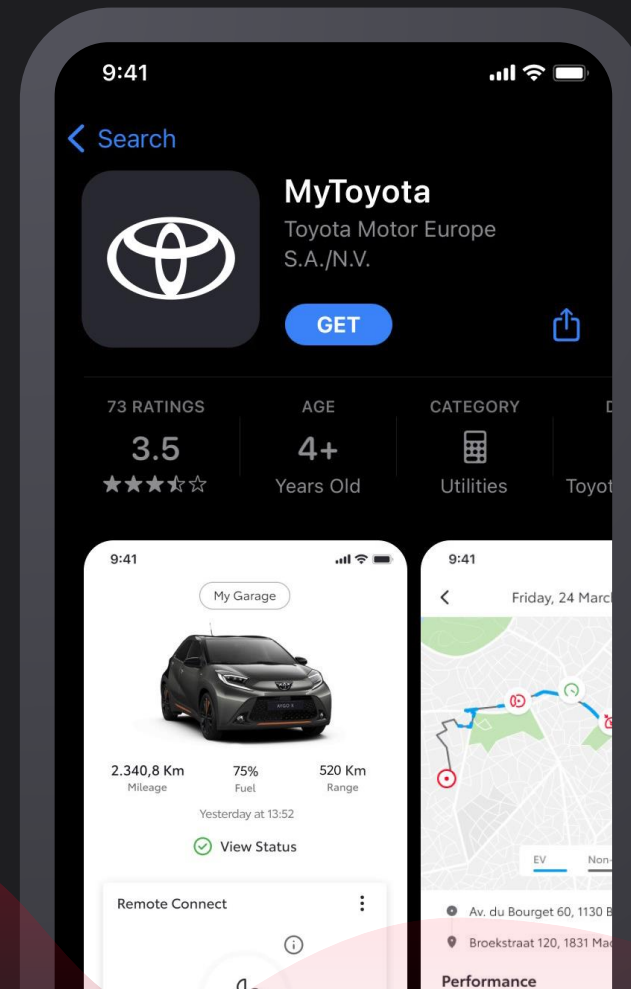 9:41
Search
MyToyota
Toyota Motor Europe
S.A./N.V.
GET
73 RATINGS
3.5
AGE
4+
Years Old
CATEGORY
Utilities
9:41
My Garage
AYGO X
2.340,8 Km
Mileage
75%
Fuel
520 Km
Range
Yesterday at 13:52
View Status
Remote Connect
9:41
Friday, 24
EV
Av. du Bourget 60, 1130
Broekstraat 120, 1831
Performance